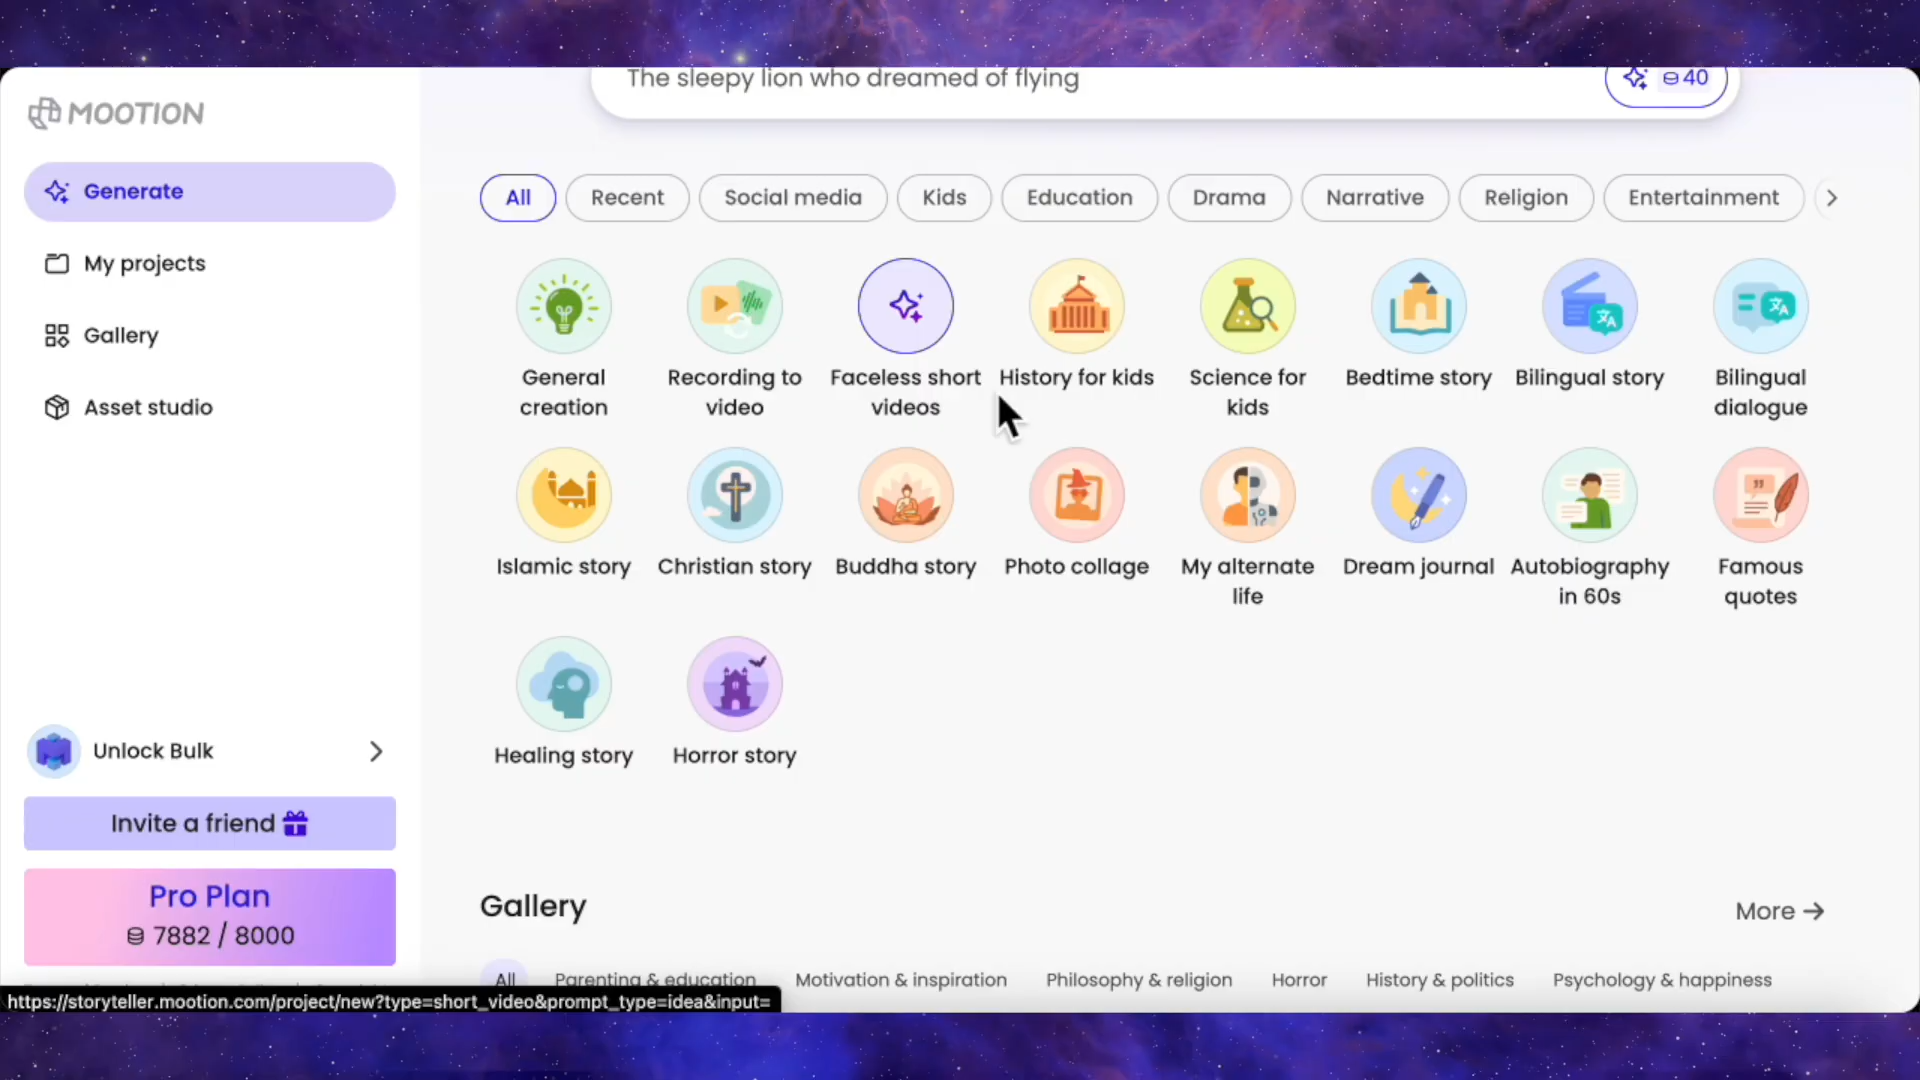 The sleepy lion who dreamed of flying
40
MOOTION
Generate
My projects
Gallery
Asset studio
Unlock Bulk
Invite a friend
Pro Plan
7882 / 8000
All
Recent
Social media
Kids
Education
Drama
Narrative
Religion
Entertainment
General
creation
Recording to
video
Faceless short
videos
History for kids
Science for
kids
Bedtime story
Bilingual story
Bilingual
dialogue
Islamic story
Christian story
Buddha story
Photo collage
My alternate
life
Dream journal
Autobiography
in 60s
Famous
quotes
Healing story
Horror story
Gallery
More
All
Parenting & education
Motivation & inspiration
Philosophy & religion
Horror
History & politics
Psychology & happiness
https://storyteller.mootion.com/project/new?type=short_video&prompt_type=idea&input=